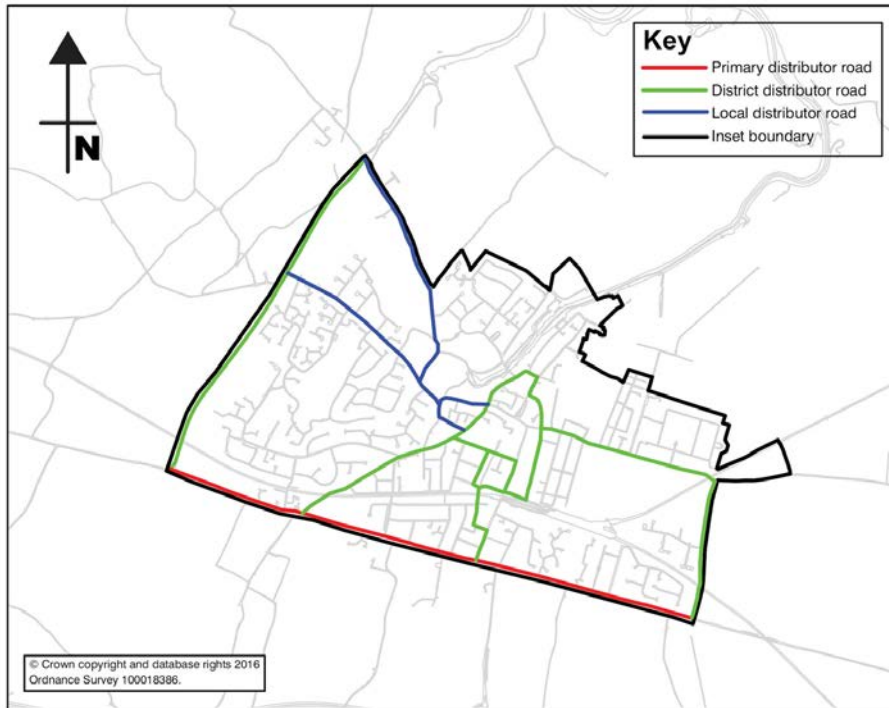 N
Key
Primary distributor road
District distributor road
Local distributor road
Inset boundary
© Crown copyright and database rights 2016
Ordnance Survey 100018386.